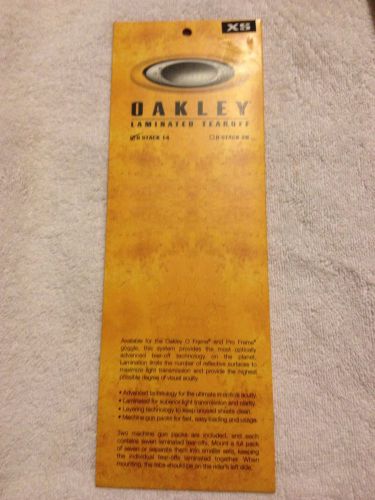 XS
OAKLEY
LAMINATED TEAROFF
O STACK 14
O STACK 28
Available for the Oakley O Frame® and Pro Frame®
goggle, this system provides the most optically
advanced tear-off technology on the planet.
Lamination limits the number of reflective surfaces to
maximize light transmission and provide the highest
possible degree of visual acuity.
• Advanced technology for the ultimate in optical acuity.
• Laminated for superior light transmission and clarity.
• Layering technology to keep unused sheets clean.
• Machine gun packs for fast, easy loading and usage.
Two machine gun packs are included, and each
contains seven laminated tear-offs. Mount a full pack
of seven or separate them into smaller sets, keeping
the individual tear-offs laminated together. When
mounting, the tabs should be on the rider's left side.